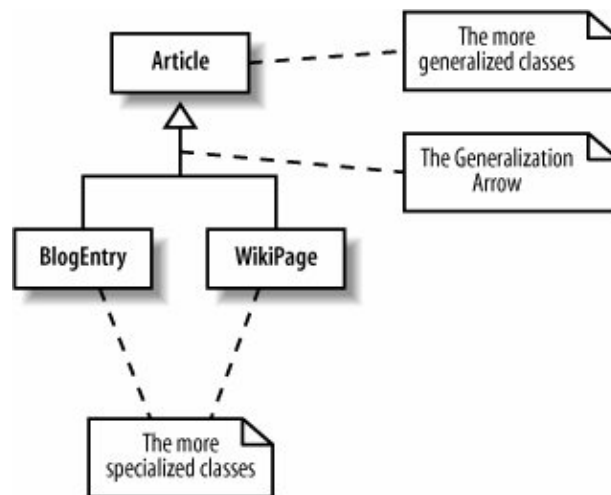 Article
The more
generalized classes
The Generalization
Arrow
BlogEntry
WikiPage
The more
specialized classes